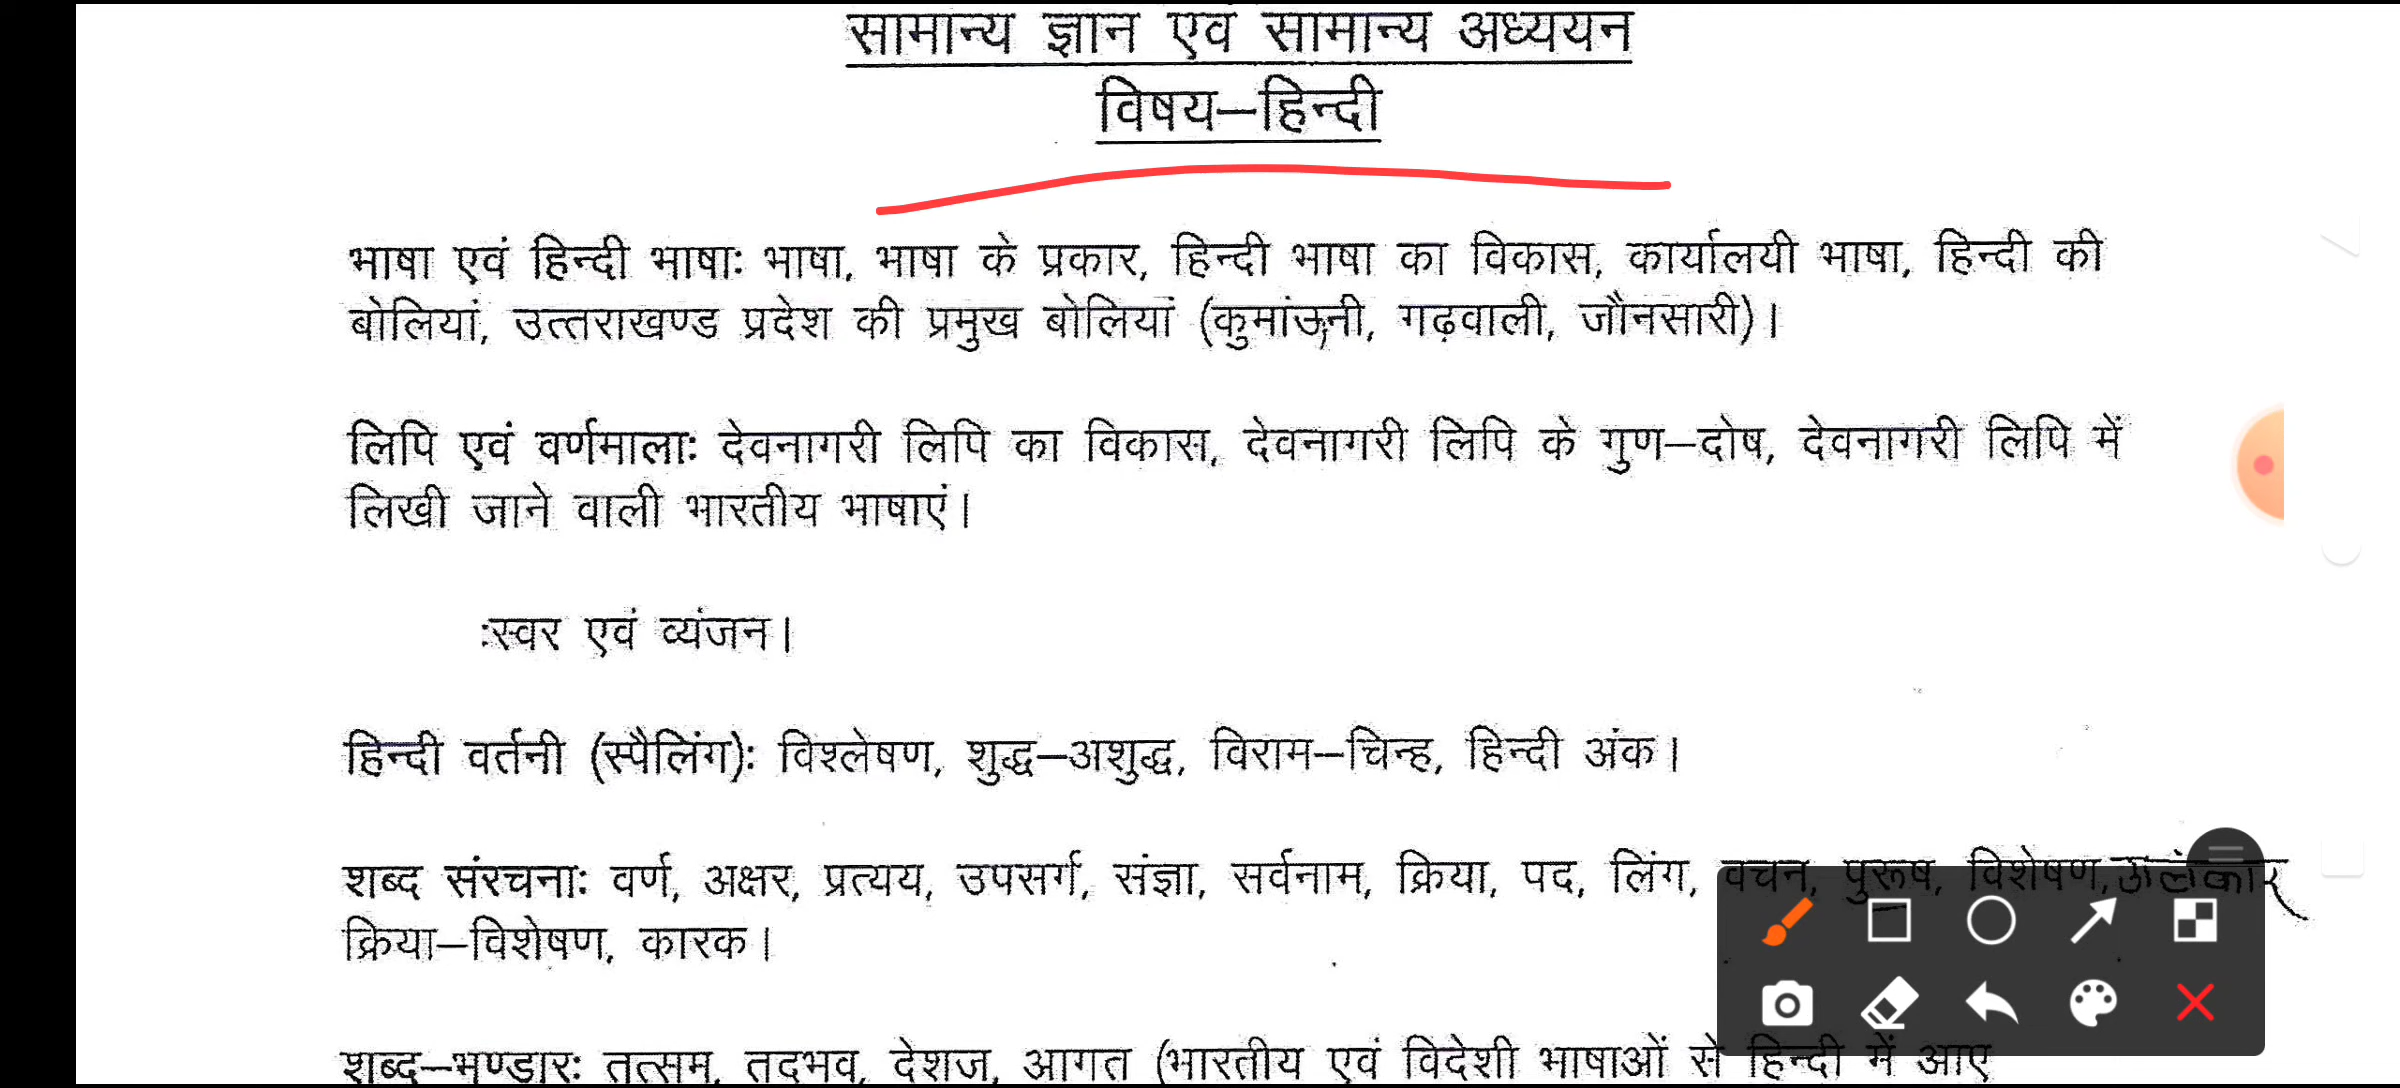 सामान्य ज्ञान एवं सामान्य अध्ययन
विषय–हिन्दी
भाषा एवं हिन्दी भाषाः भाषा, भाषा के प्रकार, हिन्दी भाषा का विकास, कार्यालयी भाषा, हिन्दी की
बोलियां, उत्तराखण्ड प्रदेश की प्रमुख बोलियां (कुमांऊनी, गढ़वाली, जौनसारी)।
लिपि एवं वर्णमालाः देवनागरी लिपि का विकास, देवनागरी लिपि के गुण–दोष, देवनागरी लिपि में
लिखी जाने वाली भारतीय भाषाएं।
:स्वर एवं व्यंजन।
हिन्दी वर्तनी (स्पैलिंग): विश्लेषण, शुद्ध–अशुद्ध, विराम–चिन्ह, हिन्दी अंक।
शब्द संरचनाः वर्ण, अक्षर, प्रत्यय, उपसर्ग, संज्ञा, सर्वनाम, क्रिया, पद, लिंग, वचन, पुरूष, विशेषण, अलंकार
क्रिया–विशेषण, कारक।
शब्द–भण्डारः तत्सम, तदभव, देशज, आगत (भारतीय एवं विदेशी भाषाओं से हिन्दी में आए